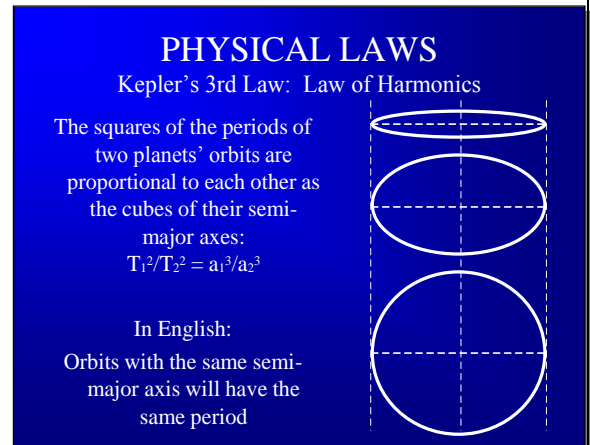 PHYSICAL LAWS
Kepler's 3rd Law: Law of Harmonics
The squares of the periods of
two planets' orbits are
proportional to each other as
the cubes of their semi-
major axes:
T₁²/T₂² = a₁³/a₂³
In English:
Orbits with the same semi-
major axis will have the
same period